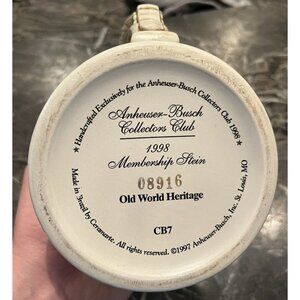 ★ Handcrafted Exclusively for the Anheuser-Busch Collectors Club 1998 ★
Anheuser-Busch
Collectors Club
1998
Membership Stein
08916
Old World Heritage
CB7
Made in Brazil by Ceramarte. All rights reserved. ©1997 Anheuser-Busch, Inc. St. Louis, MO